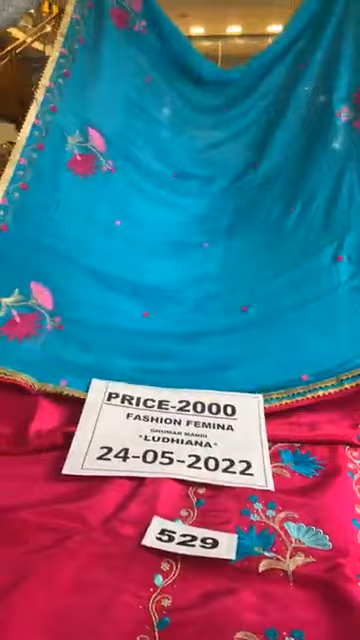 PRICE-2000
FASHION FEMINA
GHUMAR MANDI
*LUDHIANA*
24-05-2022
529